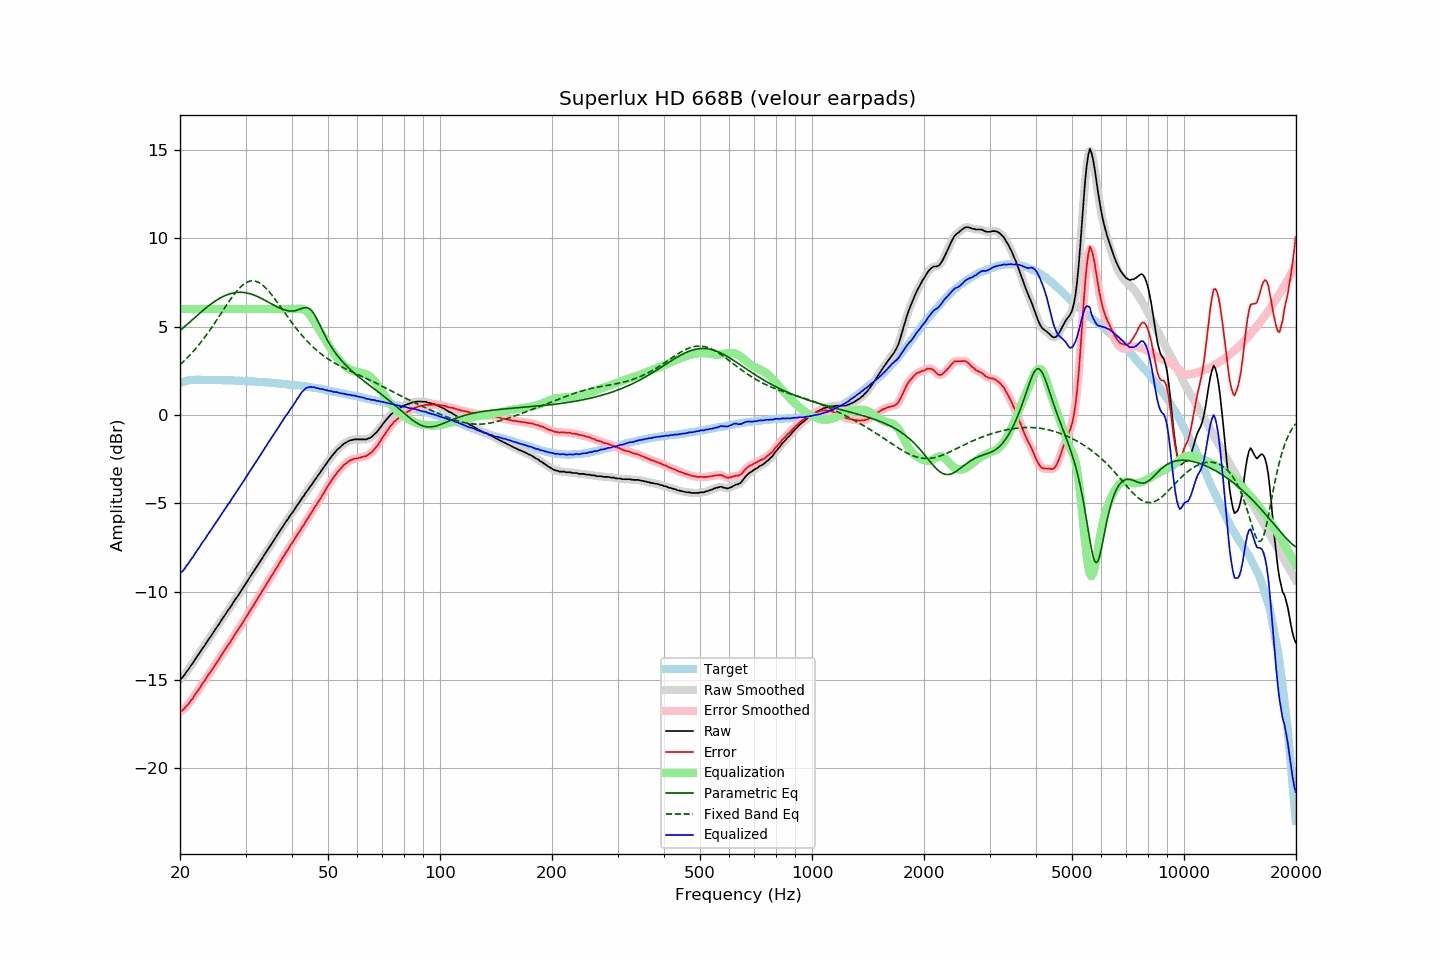 Superlux HD 668B (velour earpads)
Amplitude (dBr)
15
10
5
0
−5
−10
−15
−20
Target
Raw Smoothed
Error Smoothed
Raw
Error
Equalization
Parametric Eq
Fixed Band Eq
Equalized
20 50 100 200 500 1000 2000 5000 10000 20000
Frequency (Hz)